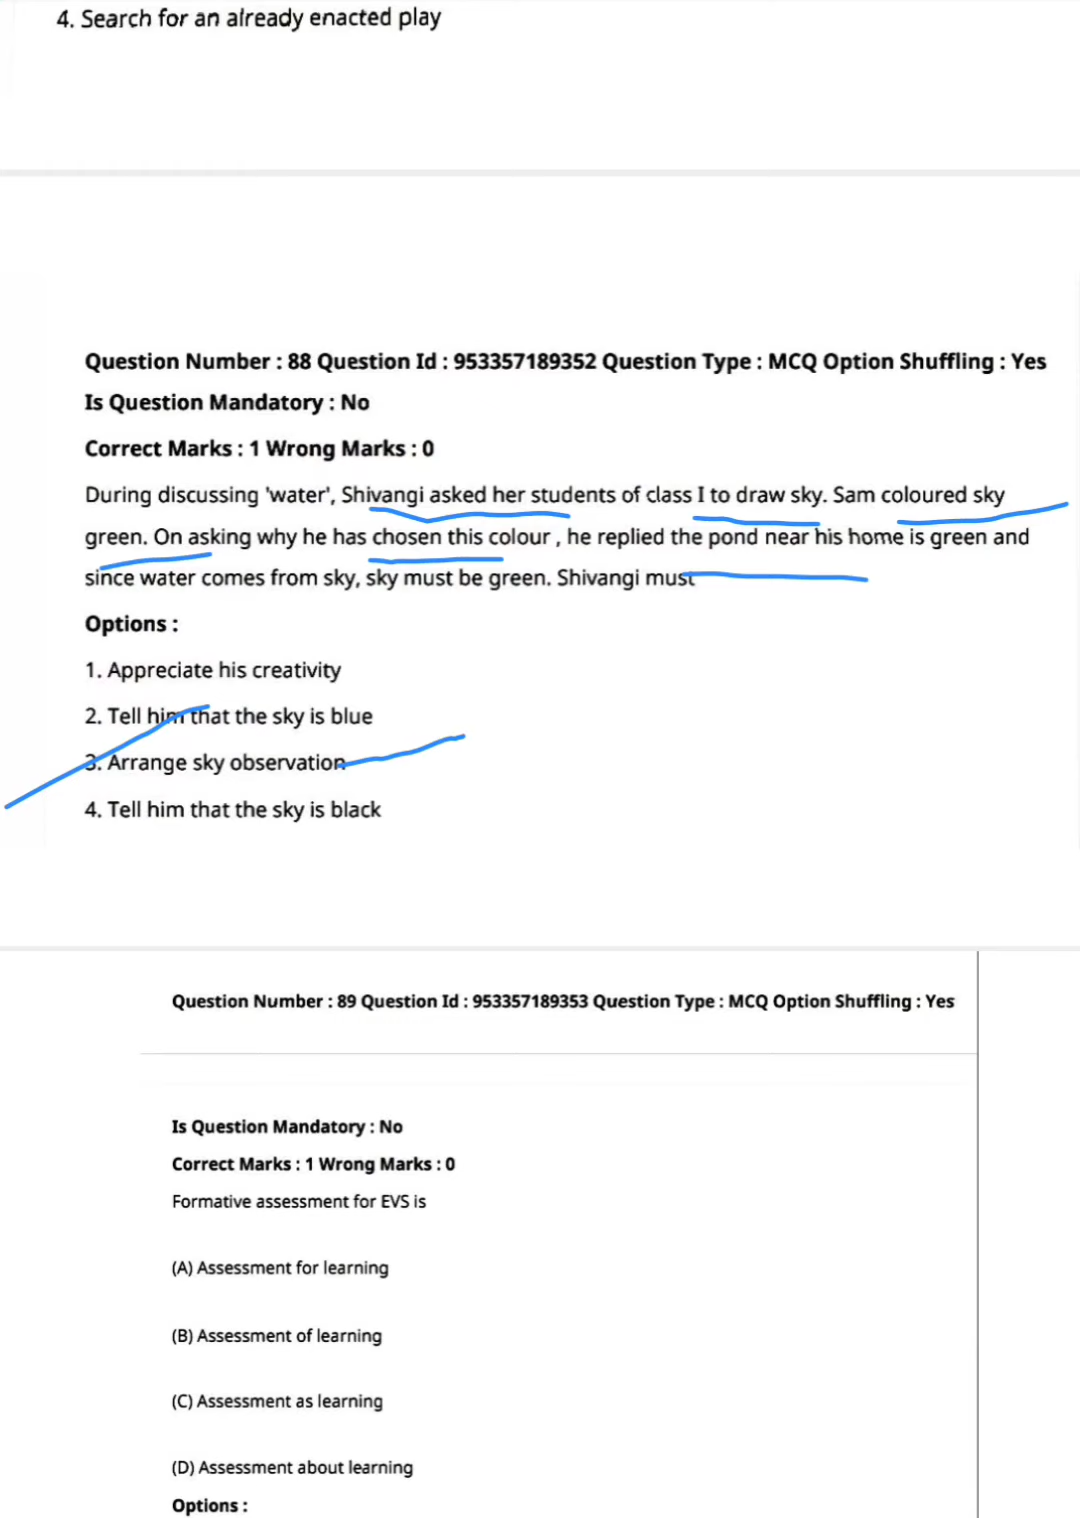 4. Search for an already enacted play
Question Number : 88 Question Id : 953357189352 Question Type : MCQ Option Shuffling : Yes
Is Question Mandatory : No
Correct Marks : 1 Wrong Marks : 0
During discussing 'water', Shivangi asked her students of class I to draw sky. Sam coloured sky
green. On asking why he has chosen this colour , he replied the pond near his home is green and
since water comes from sky, sky must be green. Shivangi must
Options :
1. Appreciate his creativity
2. Tell him that the sky is blue
3. Arrange sky observation
4. Tell him that the sky is black
Question Number : 89 Question Id : 953357189353 Question Type : MCQ Option Shuffling : Yes
Is Question Mandatory : No
Correct Marks : 1 Wrong Marks : 0
Formative assessment for EVS is
(A) Assessment for learning
(B) Assessment of learning
(C) Assessment as learning
(D) Assessment about learning
Options :